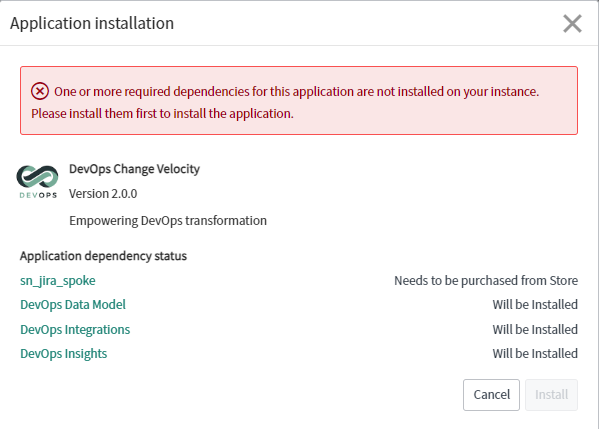 Application installation
One or more required dependencies for this application are not installed on your instance.
Please install them first to install the application.
DevOps Change Velocity
DEVOPS
Version 2.0.0
Empowering DevOps transformation
Application dependency status
sn_jira_spoke Needs to be purchased from Store
DevOps Data Model Will be Installed
DevOps Integrations Will be Installed
DevOps Insights Will be Installed
Cancel Install